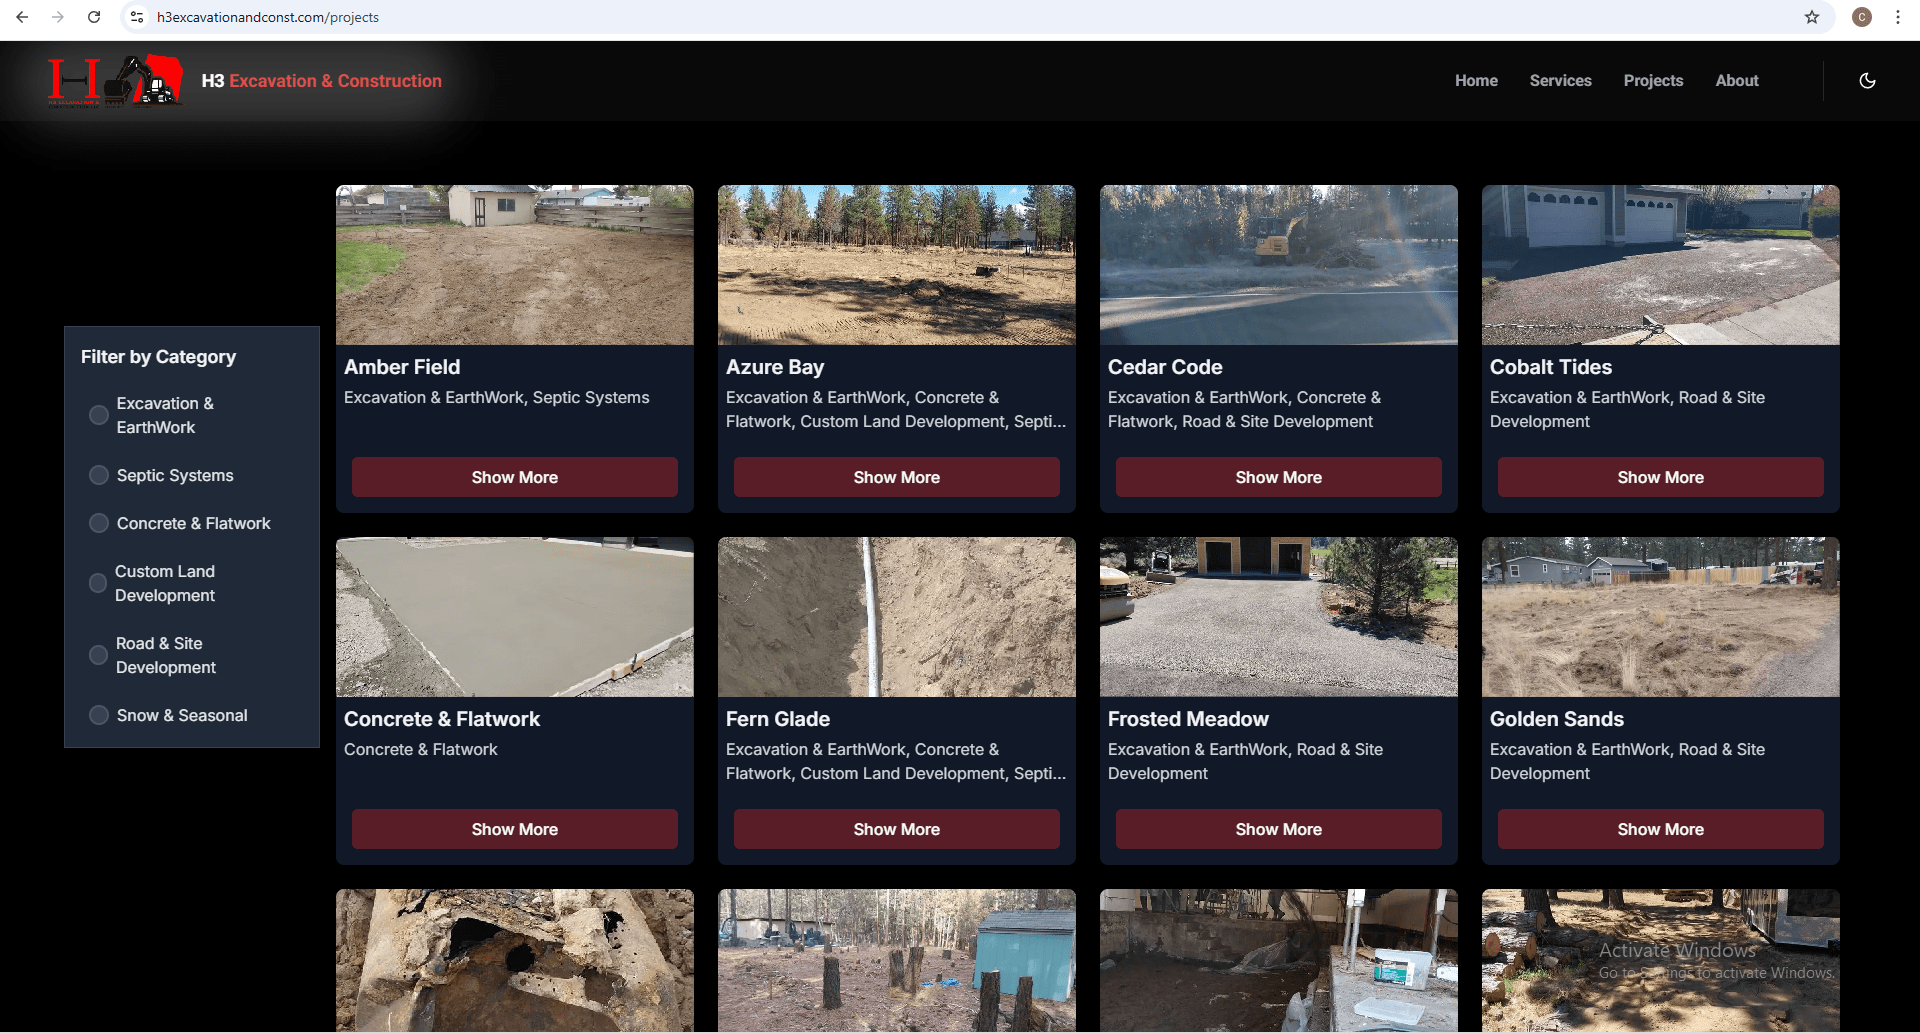 h3excavationandconst.com/projects
C
H
H3 Excavation & Construction
Home
Services
Projects
About
Filter by Category
Excavation &
EarthWork
Septic Systems
Concrete & Flatwork
Custom Land
Development
Road & Site
Development
Snow & Seasonal
Amber Field
Excavation & EarthWork, Septic Systems
Show More
Azure Bay
Excavation & EarthWork, Concrete &
Flatwork, Custom Land Development, Septi...
Show More
Cedar Code
Excavation & EarthWork, Concrete &
Flatwork, Road & Site Development
Show More
Cobalt Tides
Excavation & EarthWork, Road & Site
Development
Show More
Concrete & Flatwork
Concrete & Flatwork
Show More
Fern Glade
Excavation & EarthWork, Concrete &
Flatwork, Custom Land Development, Septi...
Show More
Frosted Meadow
Excavation & EarthWork, Road & Site
Development
Show More
Golden Sands
Excavation & EarthWork, Road & Site
Development
Show More
Activate Windows
Go to Settings to activate Windows.